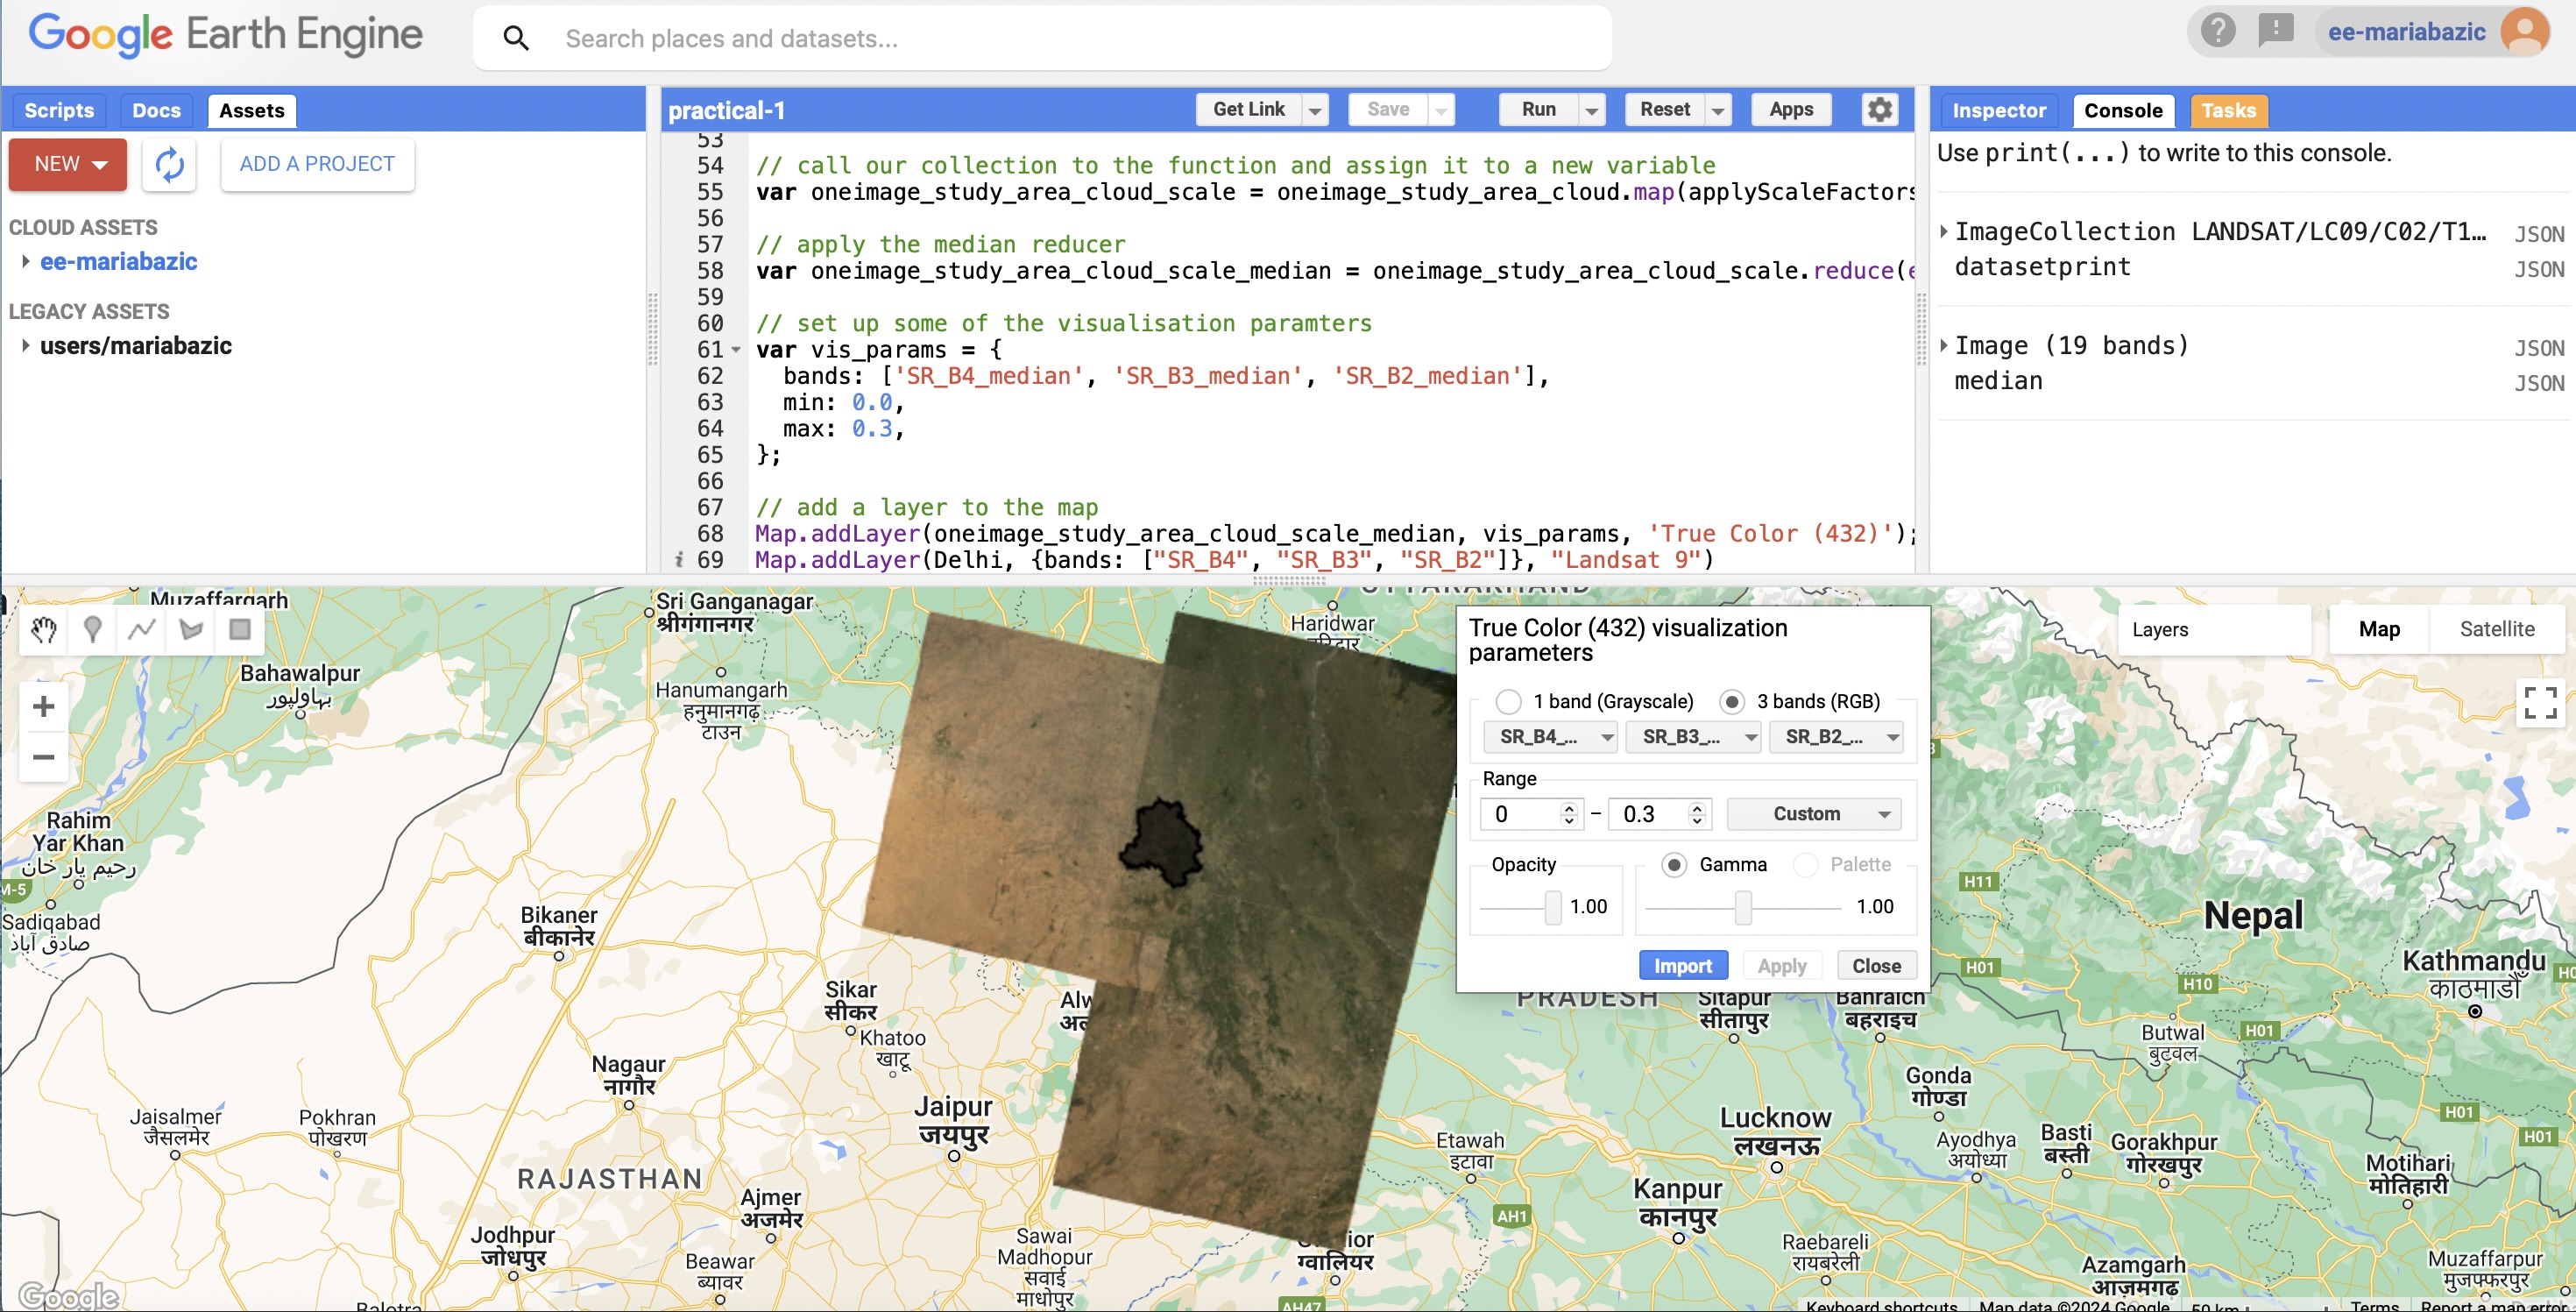 Google Earth Engine
Search places and datasets...
ee-mariabazic
Scripts
Docs
Assets
NEW
ADD A PROJECT
CLOUD ASSETS
ee-mariabazic
LEGACY ASSETS
users/mariabazic
practical-1
Get Link
Save
Run
Reset
Apps
53
54 // call our collection to the function and assign it to a new variable
55 var oneimage_study_area_cloud_scale = oneimage_study_area_cloud.map(applyScaleFactors
56
57 // apply the median reducer
58 var oneimage_study_area_cloud_scale_median = oneimage_study_area_cloud_scale.reduce(e
59
60 // set up some of the visualisation paramters
61 var vis_params = {
62 bands: ['SR_B4_median', 'SR_B3_median', 'SR_B2_median'],
63 min: 0.0,
64 max: 0.3,
65 };
66
67 // add a layer to the map
68 Map.addLayer(oneimage_study_area_cloud_scale_median, vis_params, 'True Color (432)');
i 69 Map.addLayer(Delhi, {bands: ["SR_B4", "SR_B3", "SR_B2"]}, "Landsat 9")
Inspector
Console
Tasks
Use print(...) to write to this console.
ImageCollection LANDSAT/LC09/C02/T1… JSON
datasetprint JSON
Image (19 bands) JSON
median JSON
Layers
Map
Satellite
True Color (432) visualization
parameters
1 band (Grayscale)
3 bands (RGB)
SR_B4_...
SR_B3_...
SR_B2_...
Range
0 – 0.3
Custom
Opacity
1.00
Gamma
Palette
1.00
Import
Apply
Close
Muzaffargarh
Sri Ganganagar
श्रीगंगानगर
UTTARAKHAND
Haridwar
हरिद्वार
Bahawalpur
بہاولپور
Hanumangarh
हनुमानगढ़
टाउन
Rahim
Yar Khan
رحیم یار خان
M-5
Sadiqabad
صادق آباد
Bikaner
बीकानेर
Sikar
सीकर
Khatoo
खाटू
Nagaur
नागौर
Jaisalmer
जैसलमेर
Pokhran
पोखरण
Jaipur
जयपुर
RAJASTHAN
Ajmer
अजमेर
Jodhpur
जोधपुर
Beawar
ब्यावर
Sawai
Madhopur
सवाई
माधोपुर
Balotra
ग्वालियर
AH47
Etawah
इटावा
AH1
PRADESH
Sitapur
सीतापुर
Bahraich
बहराइच
Gonda
गोण्डा
Lucknow
लखनऊ
Kanpur
कानपुर
Ayodhya
अयोध्या
Basti
बस्ती
Gorakhpur
गोरखपुर
Raebareli
रायबरेली
Azamgarh
आज़मगढ़
Motihari
मोतिहारी
Muzaffarpur
मुजफ्फरपुर
Butwal
बुटवल
Nepal
Kathmandu
काठमाडौं
H11
H01
H10
H01
H01
H01
Google
Keyboard shortcuts
Map data ©2024 Google
50 km
Terms
Report a map error